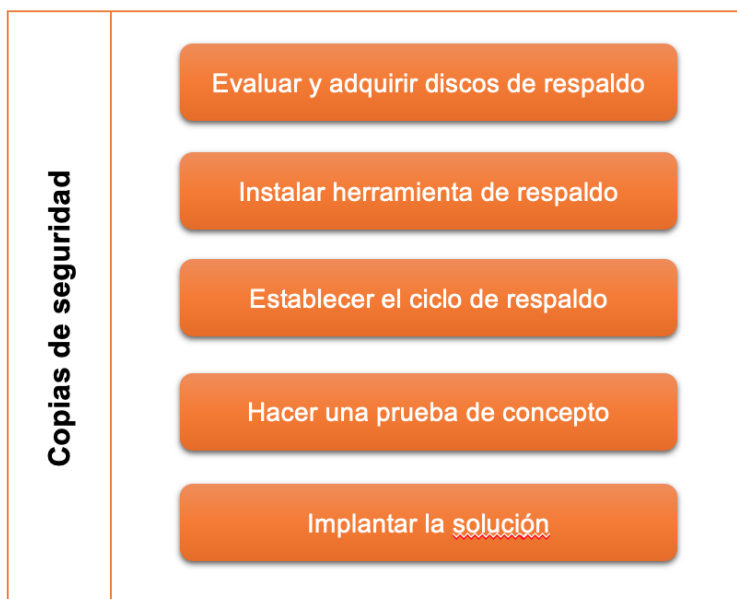 Copias de seguridad
Evaluar y adquirir discos de respaldo
Instalar herramienta de respaldo
Establecer el ciclo de respaldo
Hacer una prueba de concepto
Implantar la solución